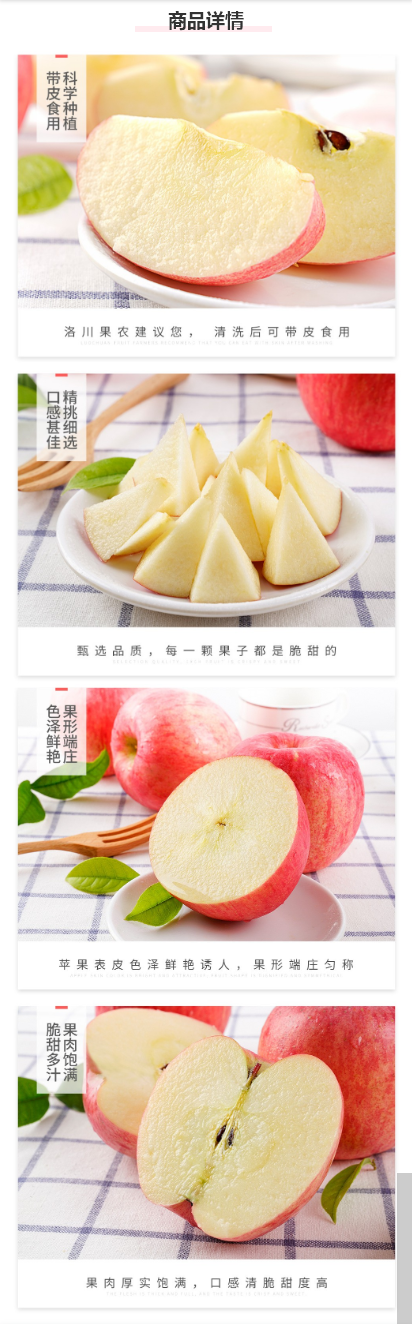 商品详情
科学种植
带皮食用
洛川果农建议您， 清洗后可带皮食用
精挑细选
口感甚佳
甄选品质，每一颗果子都是脆甜的
果形端庄
色泽鲜艳
苹果表皮色泽鲜艳诱人，果形端庄匀称
果肉饱满
脆甜多汁
果肉厚实饱满，口感清脆甜度高